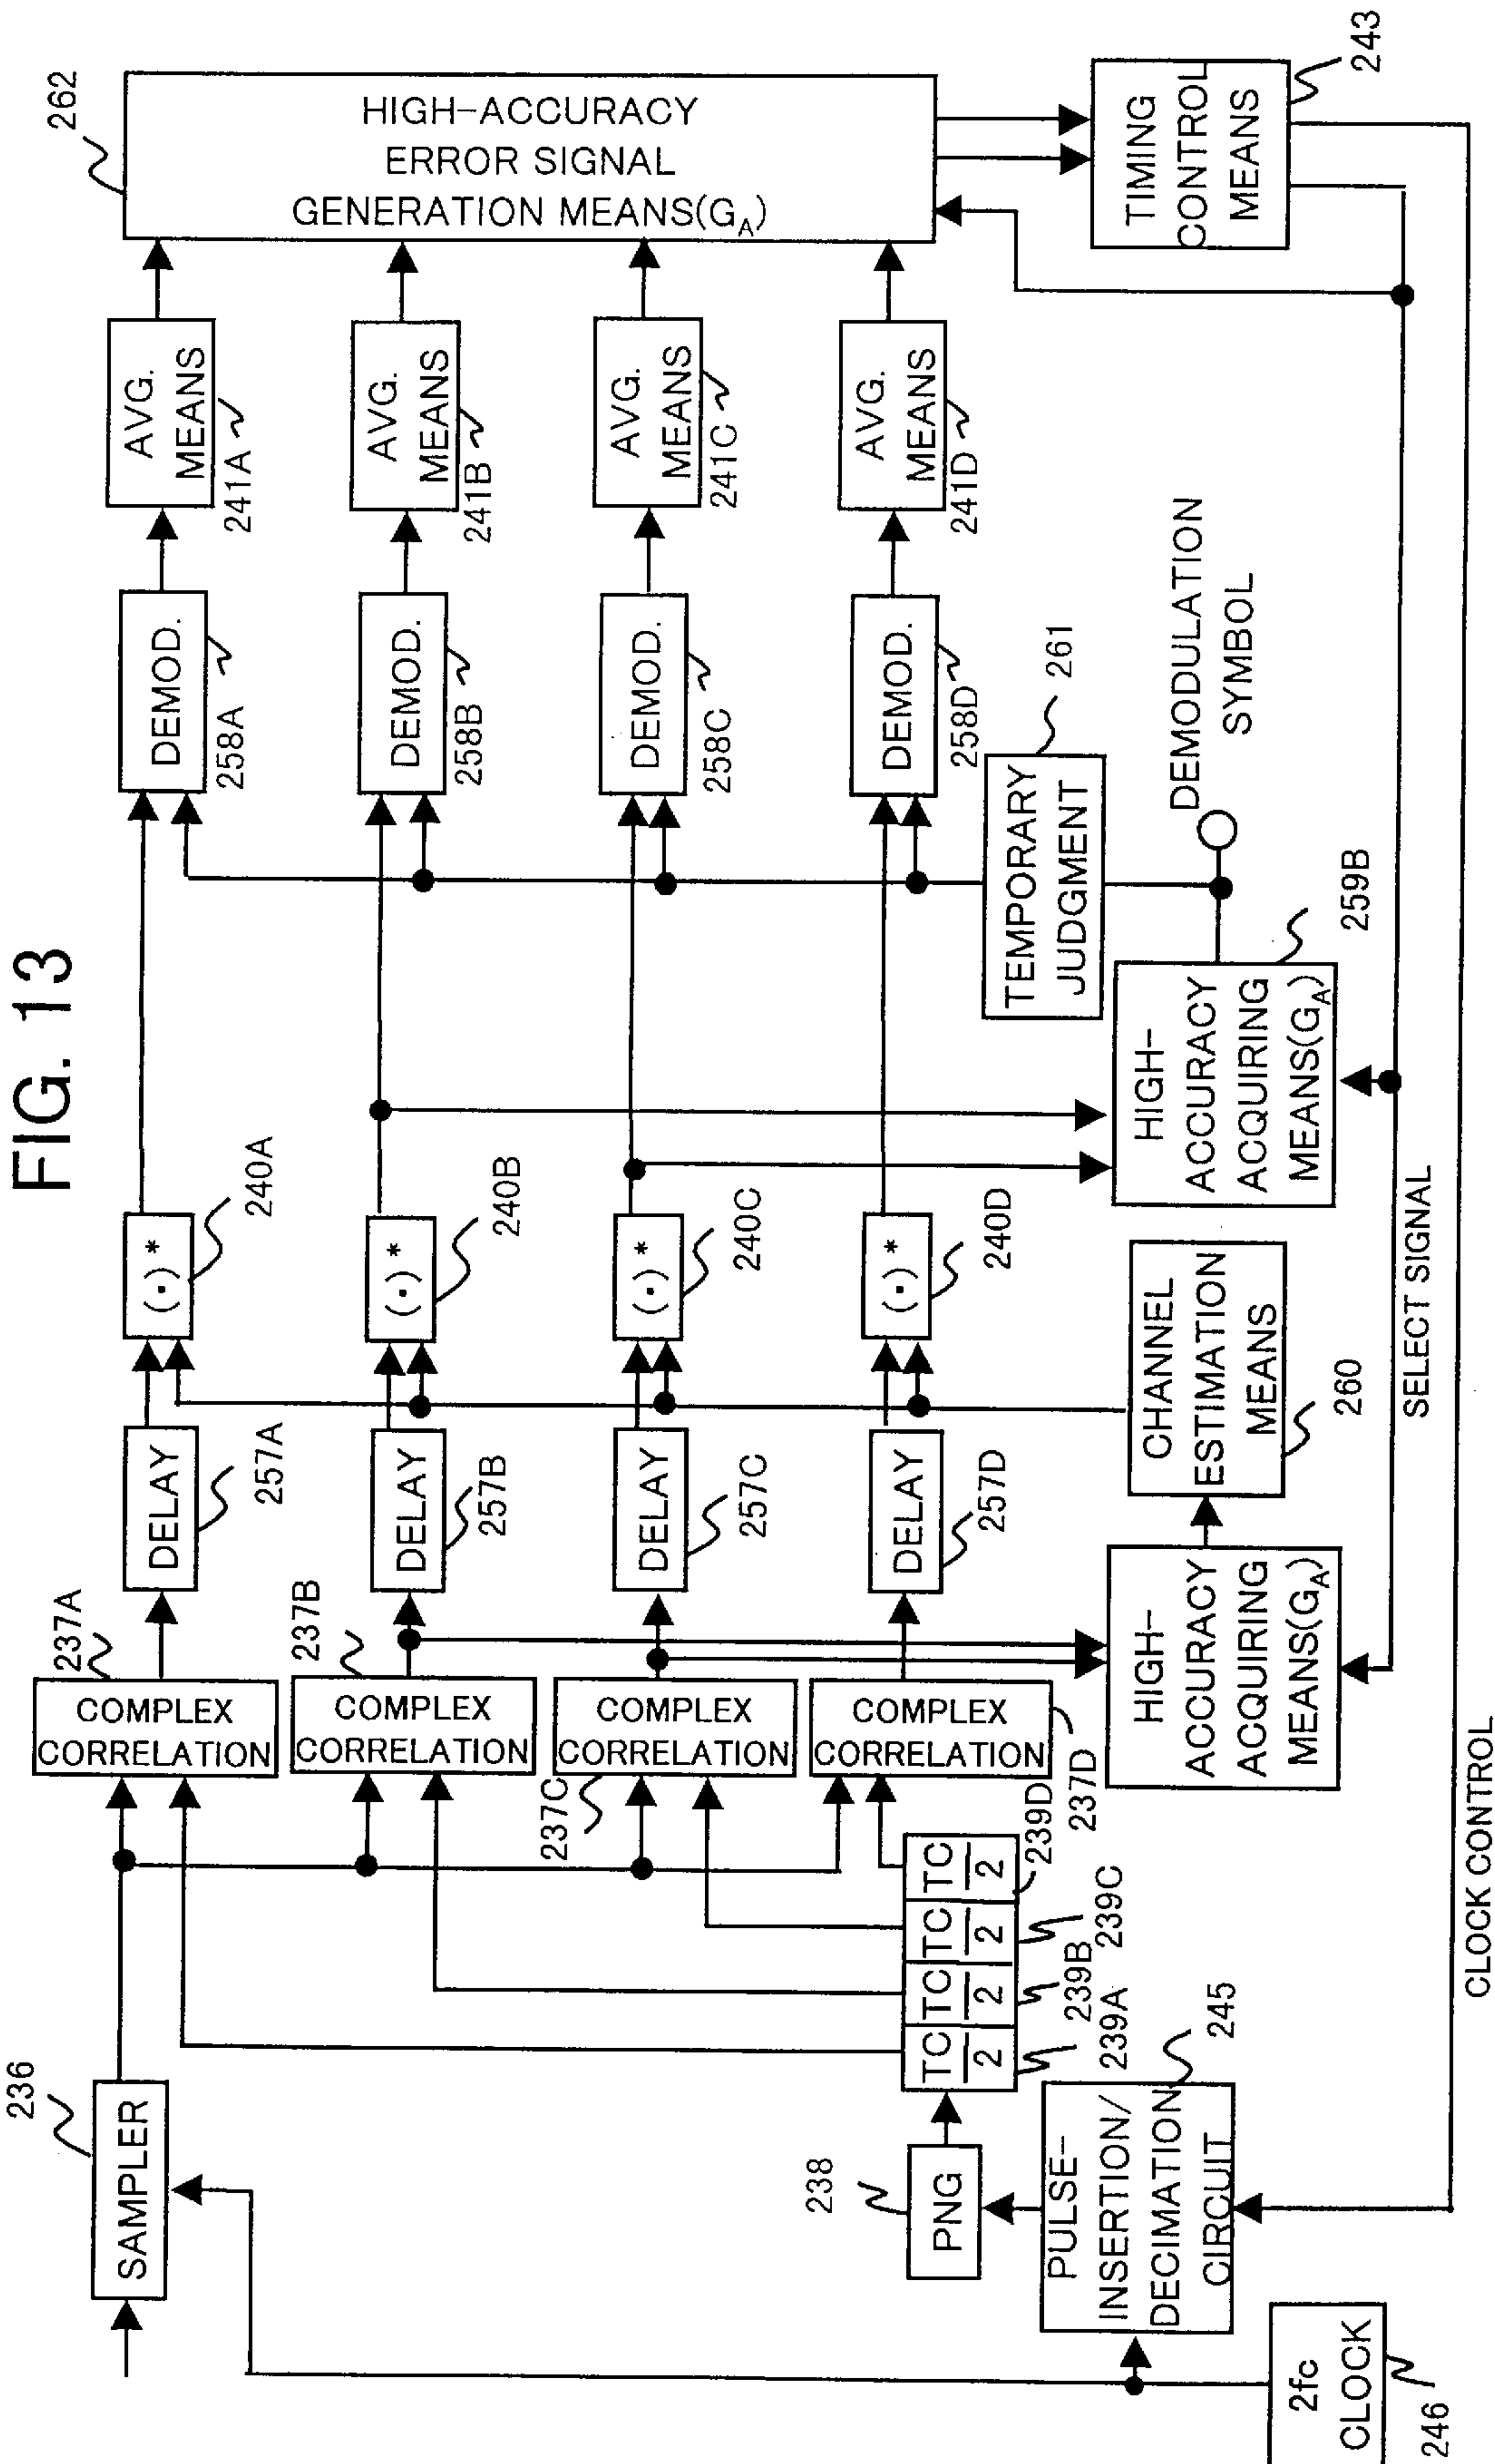 FIG. 13
236
SAMPLER
237A
COMPLEX
CORRELATION
237B
COMPLEX
CORRELATION
237C
COMPLEX
CORRELATION
237D
COMPLEX
CORRELATION
DELAY
257A
DELAY
257B
DELAY
257C
DELAY
257D
(·)*
240A
(·)*
240B
(·)*
240C
(·)*
240D
DEMOD.
258A
DEMOD.
258B
DEMOD.
258C
DEMOD.
258D
AVG.
MEANS
241A
AVG.
MEANS
241B
AVG.
MEANS
241C
AVG.
MEANS
241D
262
HIGH-ACCURACY
ERROR SIGNAL
GENERATION MEANS(GA)
TIMING
CONTROL
MEANS
243
TC
2
TC
2
TC
2
TC
2
239A
239B
239C
239D
238
PNG
PULSE-
INSERTION/
DECIMATION
CIRCUIT
245
2fc
CLOCK
246
HIGH-
ACCURACY
ACQUIRING
MEANS(GA)
CHANNEL
ESTIMATION
MEANS
260
HIGH-
ACCURACY
ACQUIRING
MEANS(GA)
259B
TEMPORARY
JUDGMENT
261
DEMODULATION
SYMBOL
SELECT SIGNAL
CLOCK CONTROL